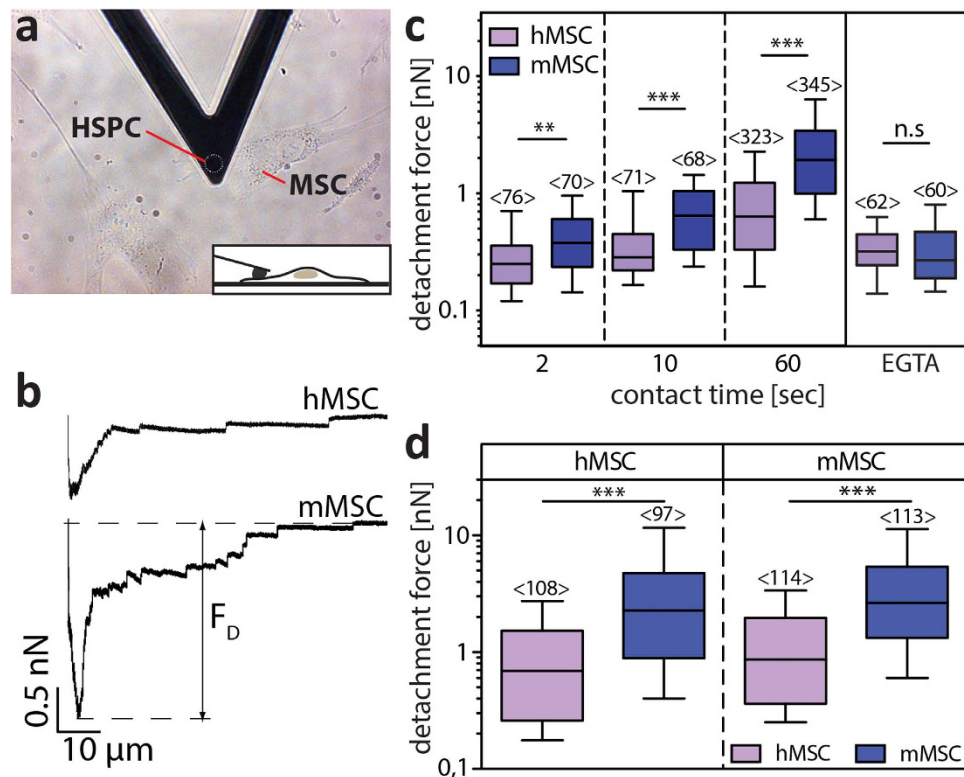 a
HSPC
MSC
b
hMSC
mMSC
F_D
0.5 nN
10 μm
c
hMSC
mMSC
detachment force [nN]
10
1
0.1
**
***
***
n.s
<76>
<70>
<71>
<68>
<323>
<345>
<62>
<60>
2
10
60
EGTA
contact time [sec]
d
hMSC
mMSC
detachment force [nN]
10
1
0,1
***
***
<108>
<97>
<114>
<113>
hMSC
mMSC